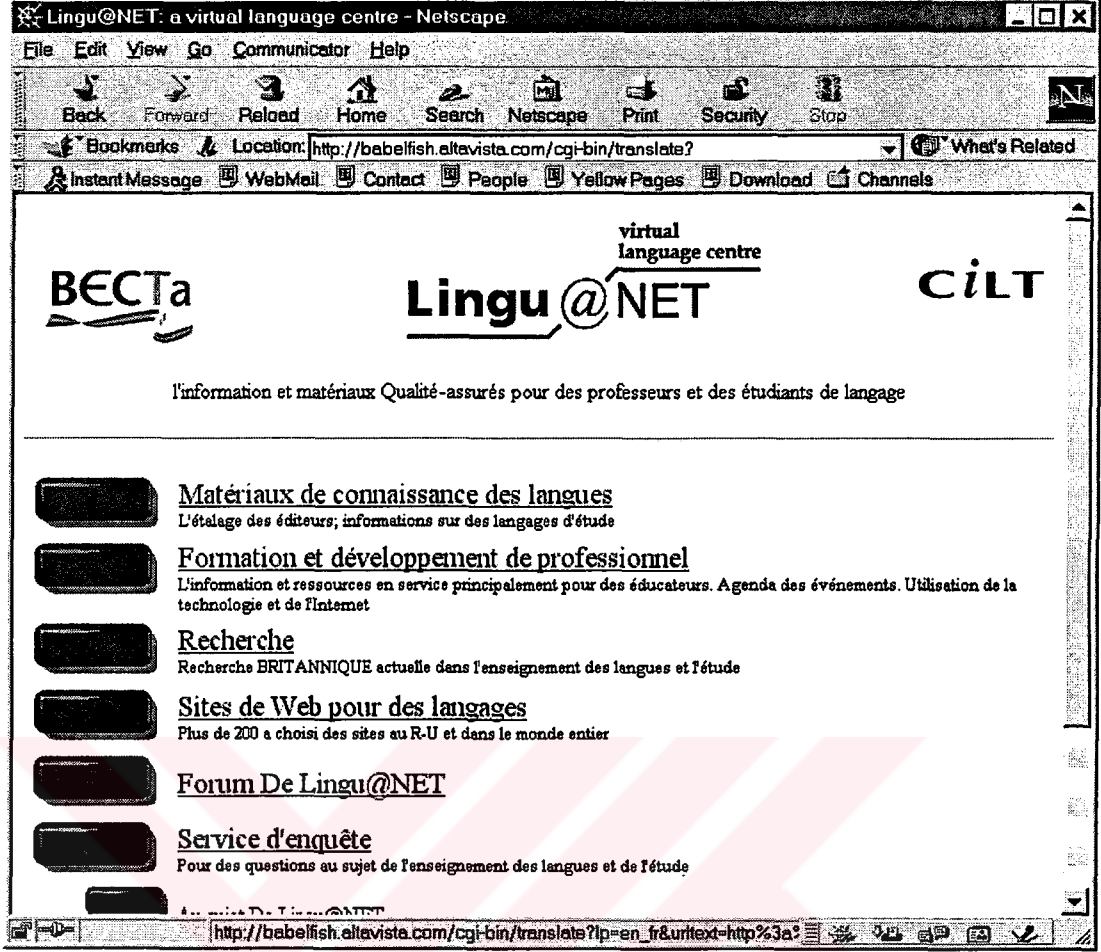 Lingu@NET: a virtual language centre - Netscape
File Edit View Go Communicator Help
Back Forward Reload Home Search Netscape Print Security Stop
Bookmarks Location: http://babelfish.altavista.com/cgi-bin/translate? What's Related
Instant Message WebMail Contact People Yellow Pages Download Channels
virtual
language centre
BECTa Lingu@NET CiLT
l'information et matériaux Qualité-assurés pour des professeurs et des étudiants de langage
Matériaux de connaissance des langues
L'étalage des éditeurs; informations sur des langages d'étude
Formation et développement de professionnel
L'information et ressources en service principalement pour des éducateurs. Agenda des événements. Utilisation de la
technologie et de l'Internet
Recherche
Recherche BRITANNIQUE actuelle dans l'enseignement des langues et l'étude
Sites de Web pour des langages
Plus de 200 a choisi des sites au R-U et dans le monde entier
Forum De Lingu@NET
Service d'enquête
Pour des questions au sujet de l'enseignement des langues et de l'étude
Au sujet De Lingu@NET
http://babelfish.altavista.com/cgi-bin/translate?lp=en_fr&urltext=http%3a%